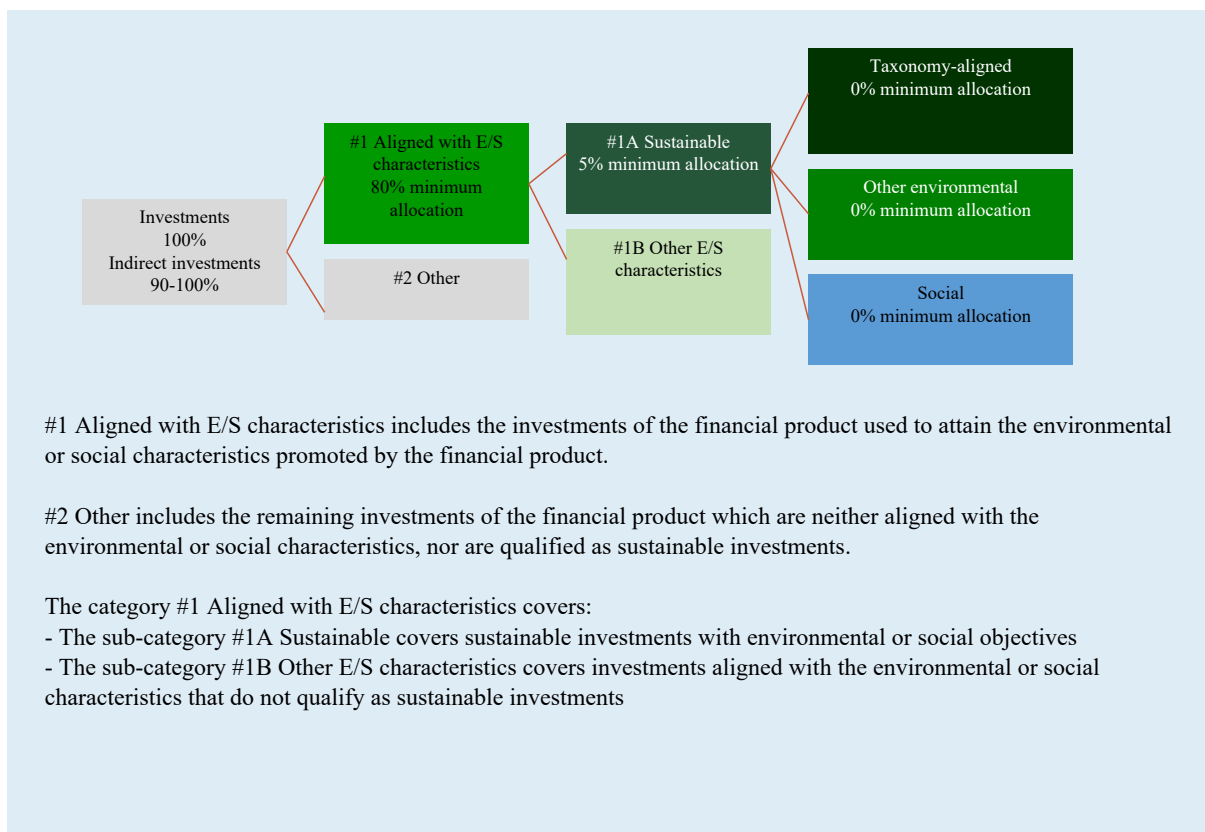 Investments
100%
Indirect investments
90-100%
#1 Aligned with E/S
characteristics
80% minimum
allocation
#2 Other
#1A Sustainable
5% minimum allocation
#1B Other E/S
characteristics
Taxonomy-aligned
0% minimum allocation
Other environmental
0% minimum allocation
Social
0% minimum allocation
#1 Aligned with E/S characteristics includes the investments of the financial product used to attain the environmental
or social characteristics promoted by the financial product.
#2 Other includes the remaining investments of the financial product which are neither aligned with the
environmental or social characteristics, nor are qualified as sustainable investments.
The category #1 Aligned with E/S characteristics covers:
- The sub-category #1A Sustainable covers sustainable investments with environmental or social objectives
- The sub-category #1B Other E/S characteristics covers investments aligned with the environmental or social
characteristics that do not qualify as sustainable investments